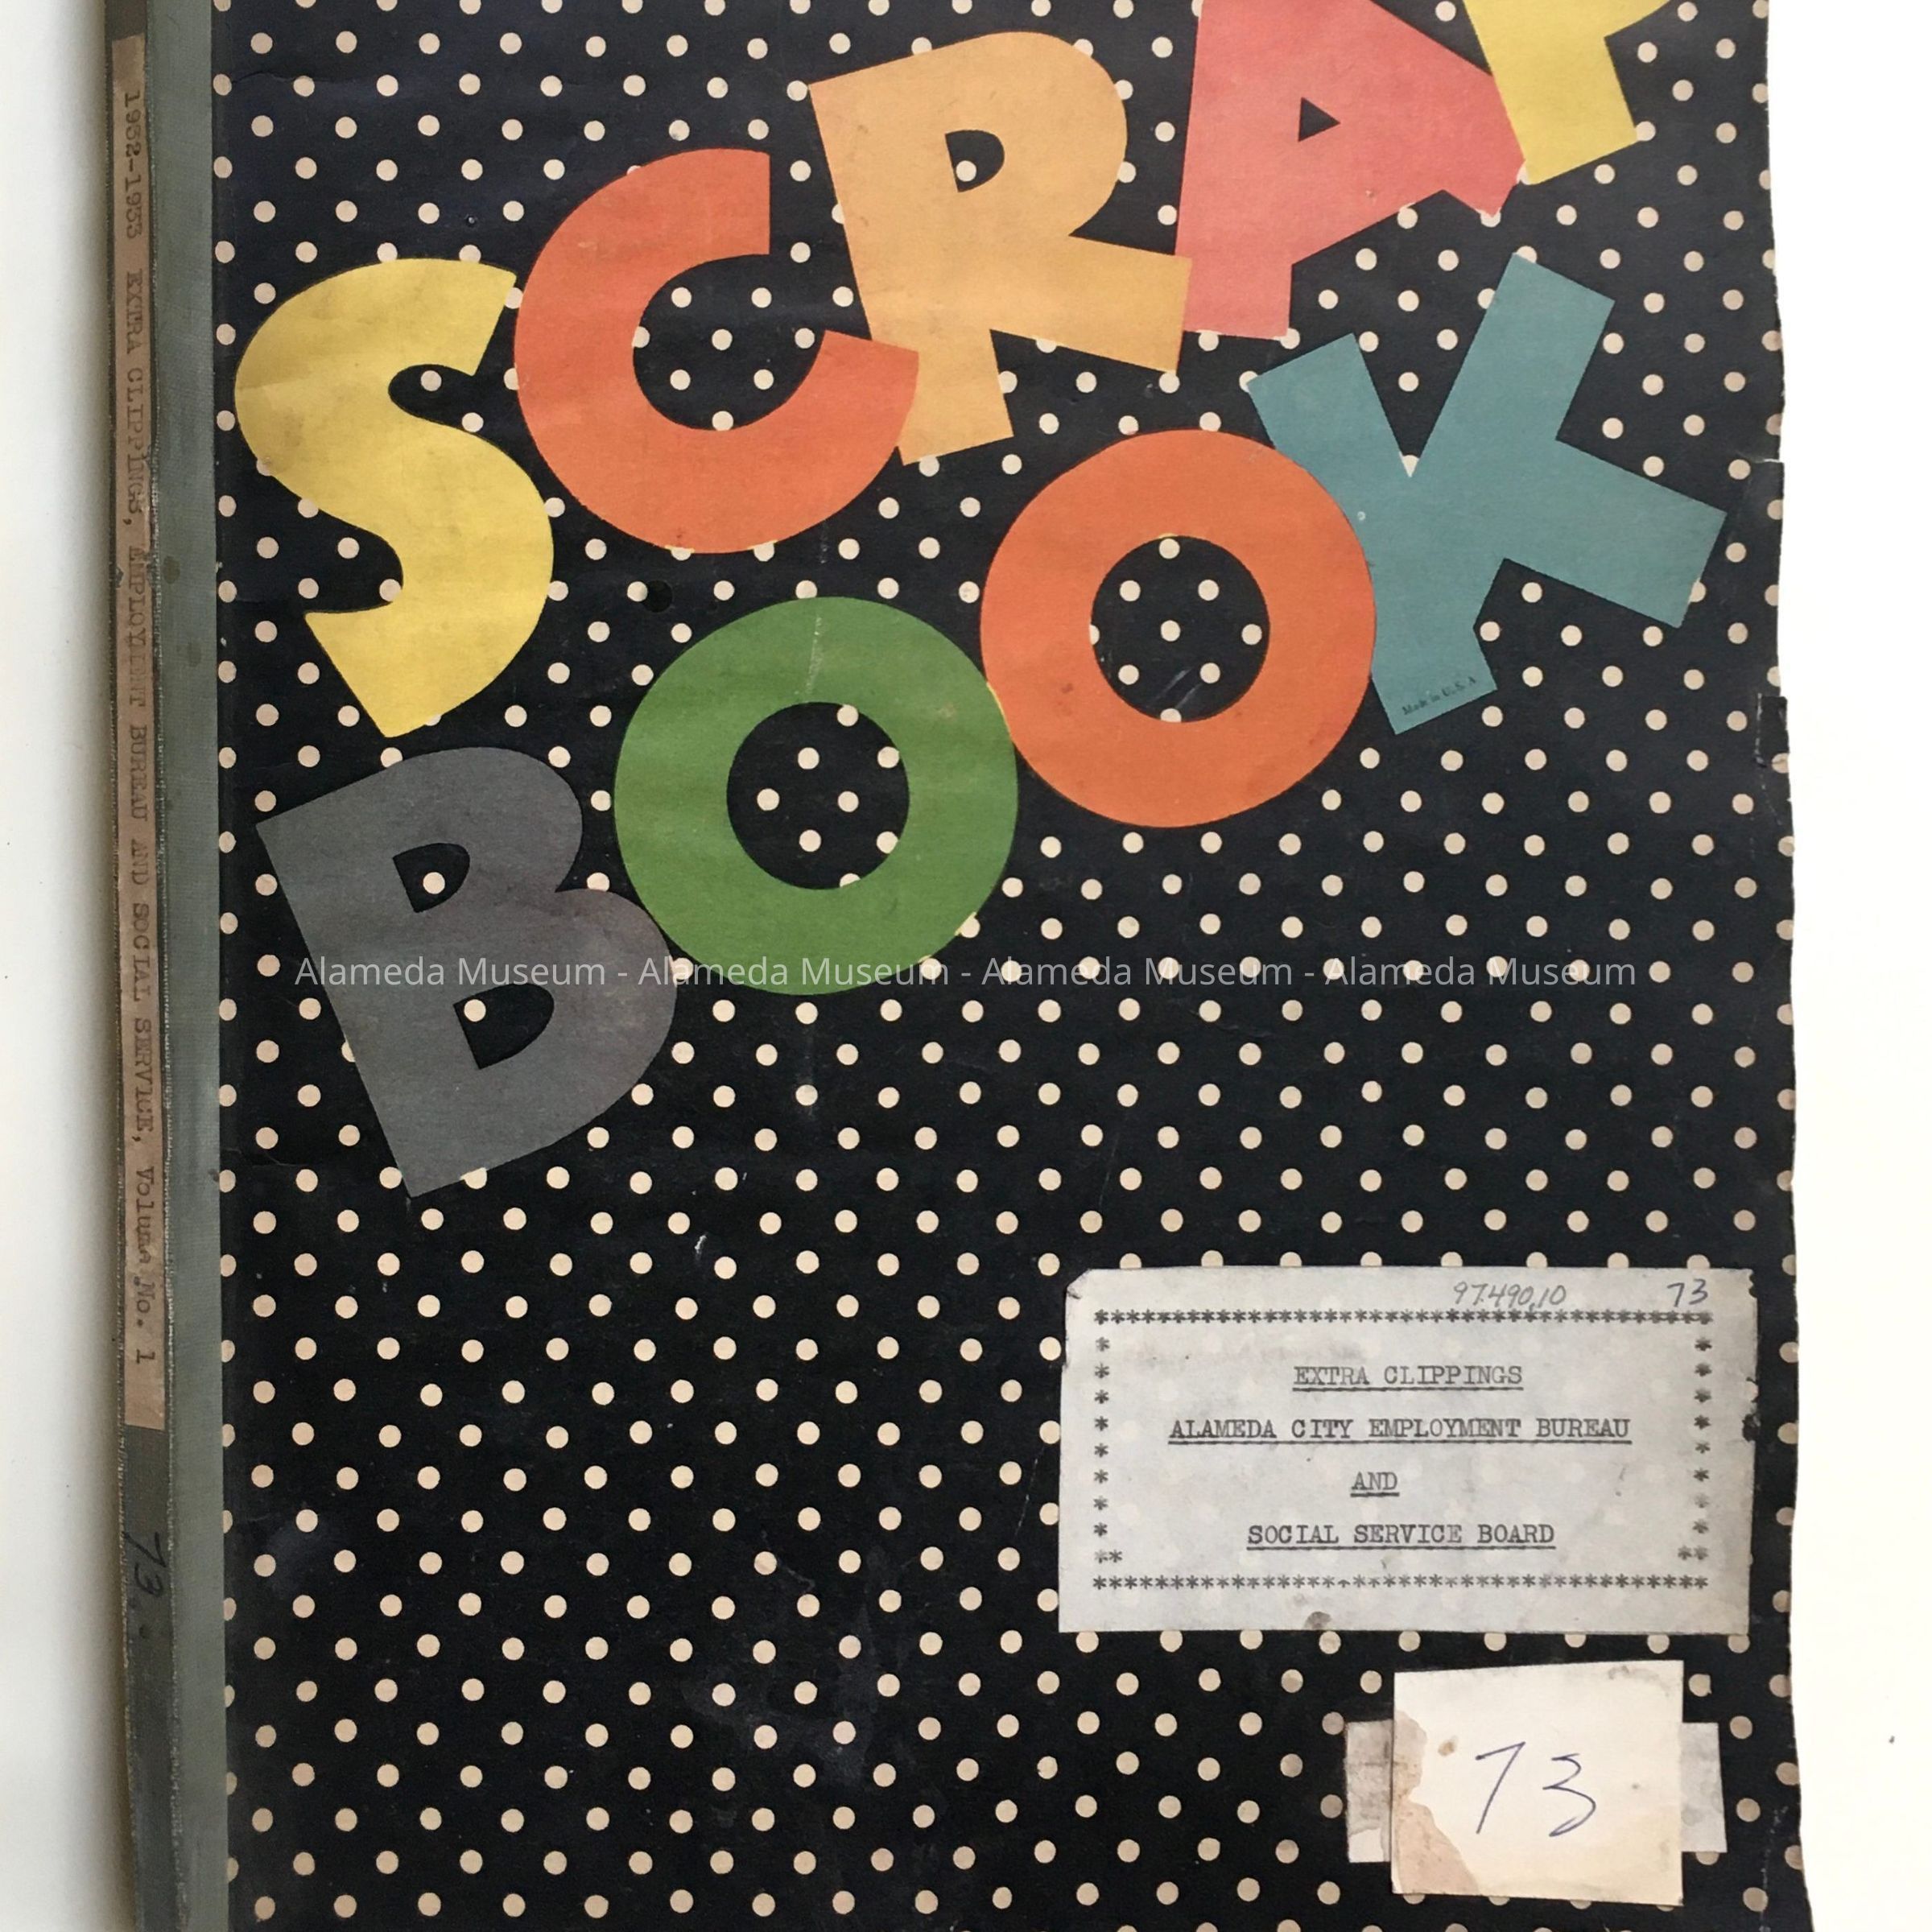 SCRAP
BOOK
Made in U.S.A
1932-1933 EXTRA CLIPPINGS, EMPLOYMENT BUREAU AND SOCIAL SERVICE, Volume No. 1
73
Alameda Museum - Alameda Museum - Alameda Museum - Alameda Museum
97.490.10 73
EXTRA CLIPPINGS
ALAMEDA CITY EMPLOYMENT BUREAU
AND
SOCIAL SERVICE BOARD
73